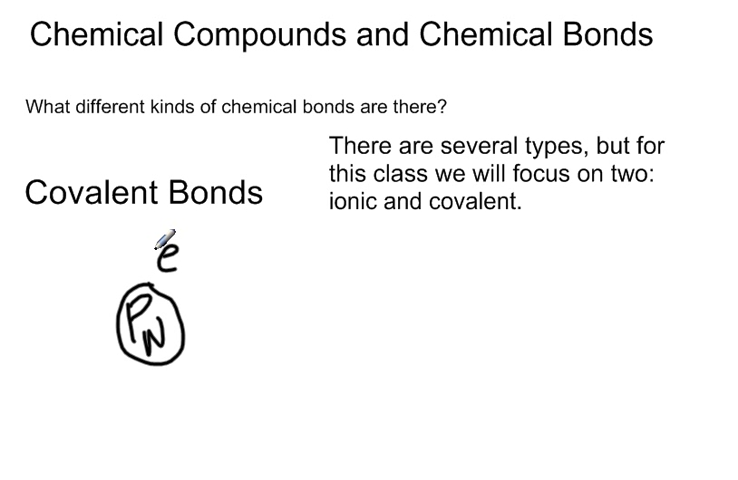 Chemical Compounds and Chemical Bonds
What different kinds of chemical bonds are there?
There are several types, but for
this class we will focus on two:
ionic and covalent.
Covalent Bonds
e
P
N